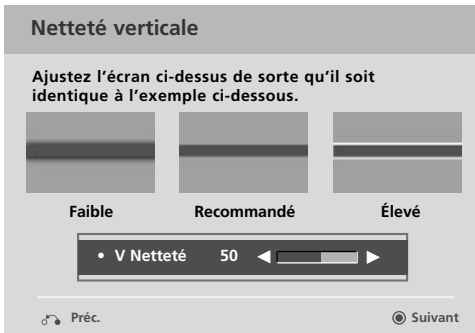 Netteté verticale
Ajustez l'écran ci-dessus de sorte qu'il soit
identique à l'exemple ci-dessous.
Faible Recommandé Élevé
• V Netteté 50
Préc. Suivant